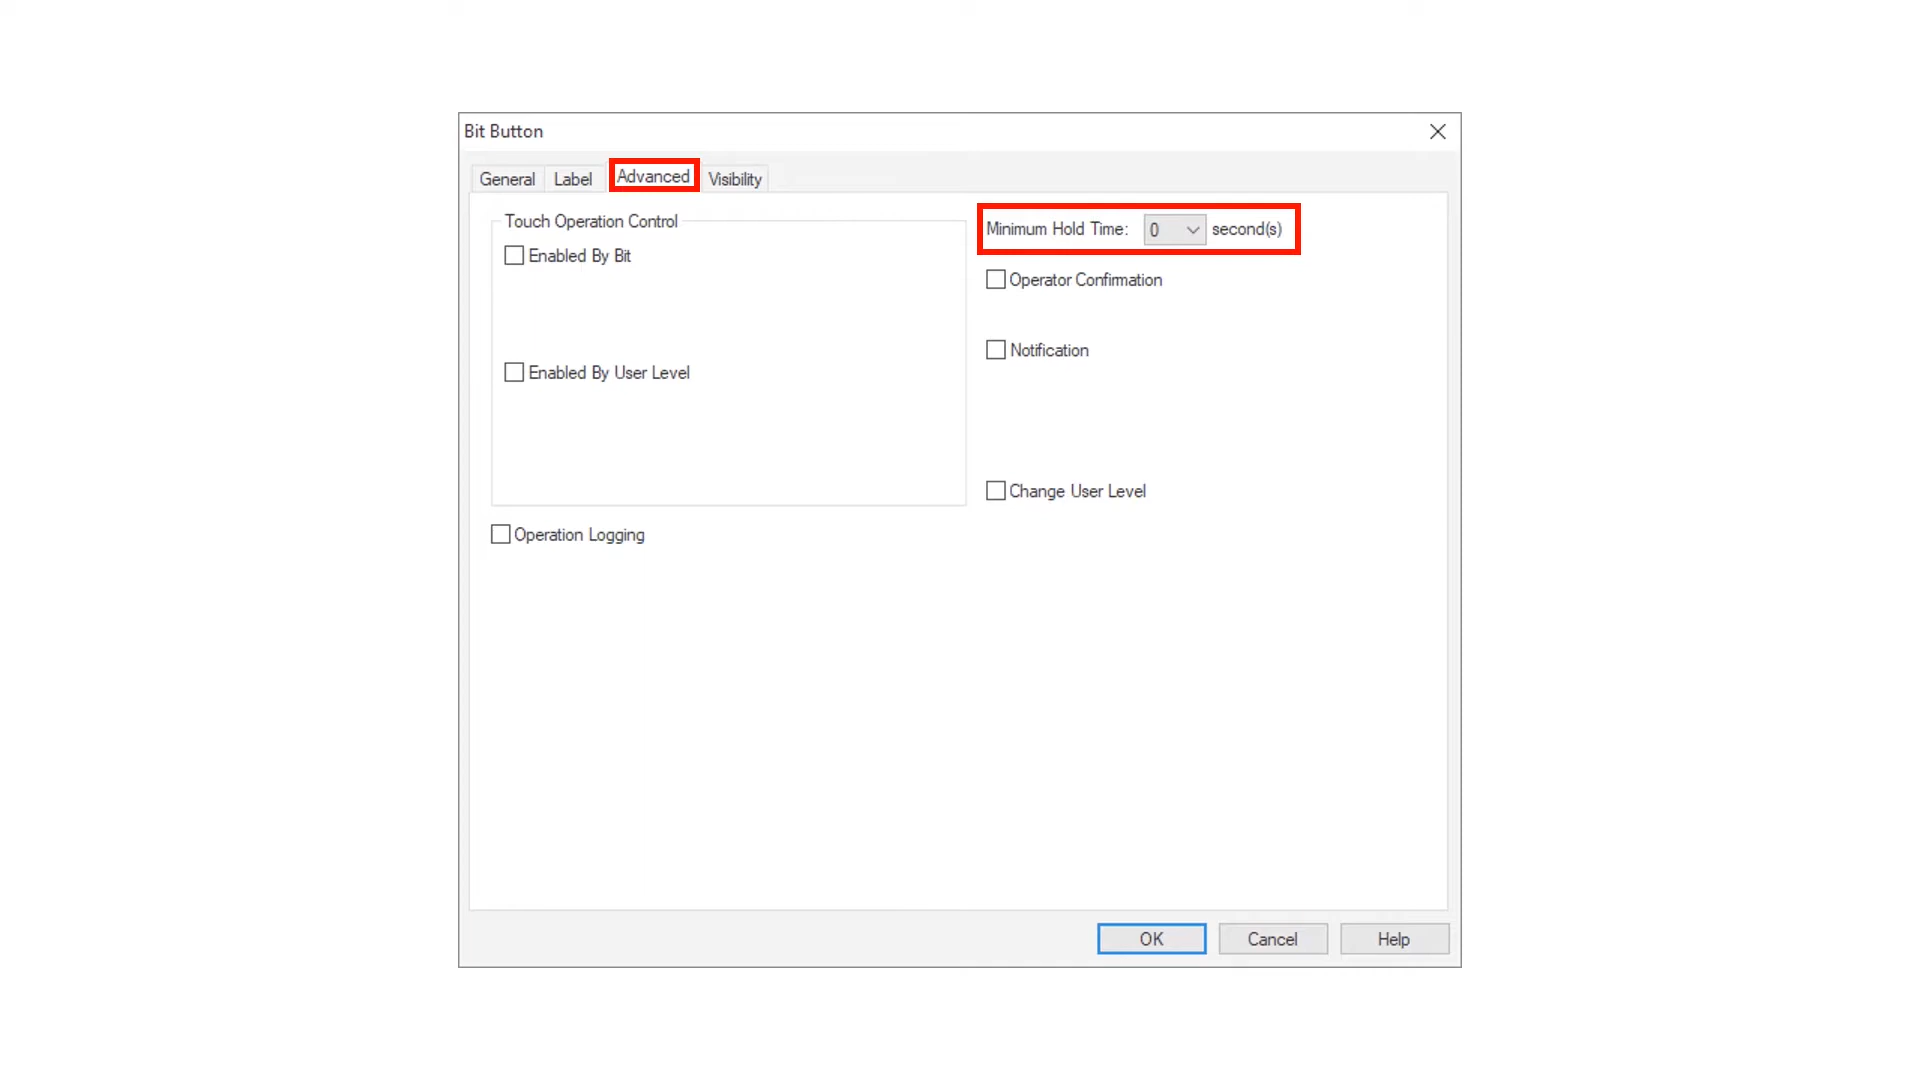 Bit Button
General Label Advanced Visibility
Touch Operation Control
Enabled By Bit
Enabled By User Level
Operation Logging
Minimum Hold Time: 0 second(s)
Operator Confirmation
Notification
Change User Level
OK Cancel Help